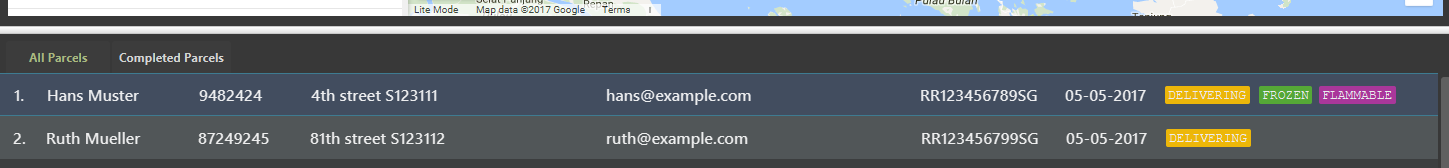 Lite Mode Map data ©2017 Google Terms
All Parcels Completed Parcels
1. Hans Muster 9482424 4th street S123111 hans@example.com RR123456789SG 05-05-2017 DELIVERING FROZEN FLAMMABLE
2. Ruth Mueller 87249245 81th street S123112 ruth@example.com RR123456799SG 05-05-2017 DELIVERING